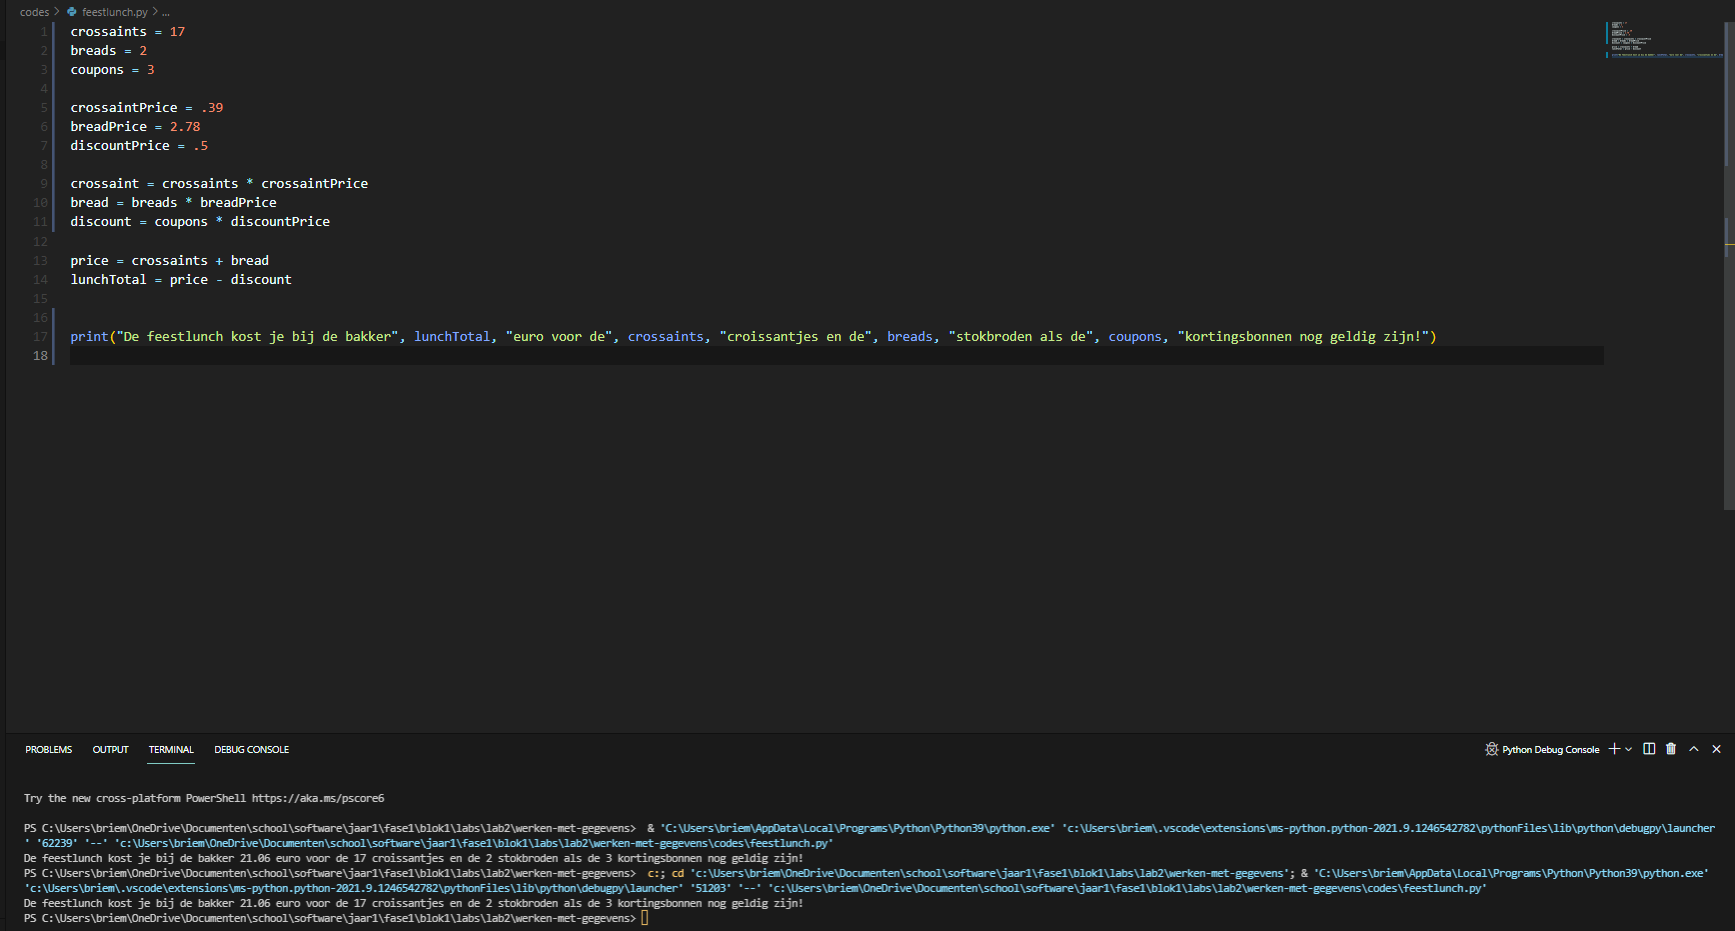 codes > feestlunch.py > ...
1 crossaints = 17
2 breads = 2
3 coupons = 3
4
5 crossaintPrice = .39
6 breadPrice = 2.78
7 discountPrice = .5
8
9 crossaint = crossaints * crossaintPrice
10 bread = breads * breadPrice
11 discount = coupons * discountPrice
12
13 price = crossaints + bread
14 lunchTotal = price - discount
15
16
17 print("De feestlunch kost je bij de bakker", lunchTotal, "euro voor de", crossaints, "croissantjes en de", breads, "stokbroden als de", coupons, "kortingsbonnen nog geldig zijn!")
18
PROBLEMS OUTPUT TERMINAL DEBUG CONSOLE Python Debug Console
Try the new cross-platform PowerShell https://aka.ms/pscore6
PS C:\Users\briem\OneDrive\Documenten\school\software\jaar1\fase1\blok1\labs\lab2\werken-met-gegevens> & 'C:\Users\briem\AppData\Local\Programs\Python\Python39\python.exe' 'c:\Users\briem\.vscode\extensions\ms-python.python-2021.9.1246542782\pythonFiles\lib\python\debugpy\launcher
' '62239' '--' 'c:\Users\briem\OneDrive\Documenten\school\software\jaar1\fase1\blok1\labs\lab2\werken-met-gegevens\codes\feestlunch.py'
De feestlunch kost je bij de bakker 21.06 euro voor de 17 croissantjes en de 2 stokbroden als de 3 kortingsbonnen nog geldig zijn!
PS C:\Users\briem\OneDrive\Documenten\school\software\jaar1\fase1\blok1\labs\lab2\werken-met-gegevens> c:; cd 'c:\Users\briem\OneDrive\Documenten\school\software\jaar1\fase1\blok1\labs\lab2\werken-met-gegevens'; & 'C:\Users\briem\AppData\Local\Programs\Python\Python39\python.exe'
'c:\Users\briem\.vscode\extensions\ms-python.python-2021.9.1246542782\pythonFiles\lib\python\debugpy\launcher' '51203' '--' 'c:\Users\briem\OneDrive\Documenten\school\software\jaar1\fase1\blok1\labs\lab2\werken-met-gegevens\codes\feestlunch.py'
De feestlunch kost je bij de bakker 21.06 euro voor de 17 croissantjes en de 2 stokbroden als de 3 kortingsbonnen nog geldig zijn!
PS C:\Users\briem\OneDrive\Documenten\school\software\jaar1\fase1\blok1\labs\lab2\werken-met-gegevens>